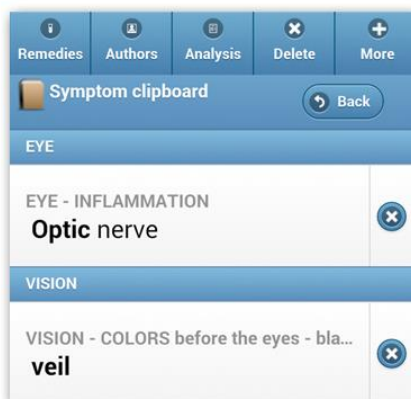 Remedies Authors Analysis Delete More
Symptom clipboard
Back
EYE
EYE - INFLAMMATION
Optic nerve
VISION
VISION - COLORS before the eyes - bla...
veil